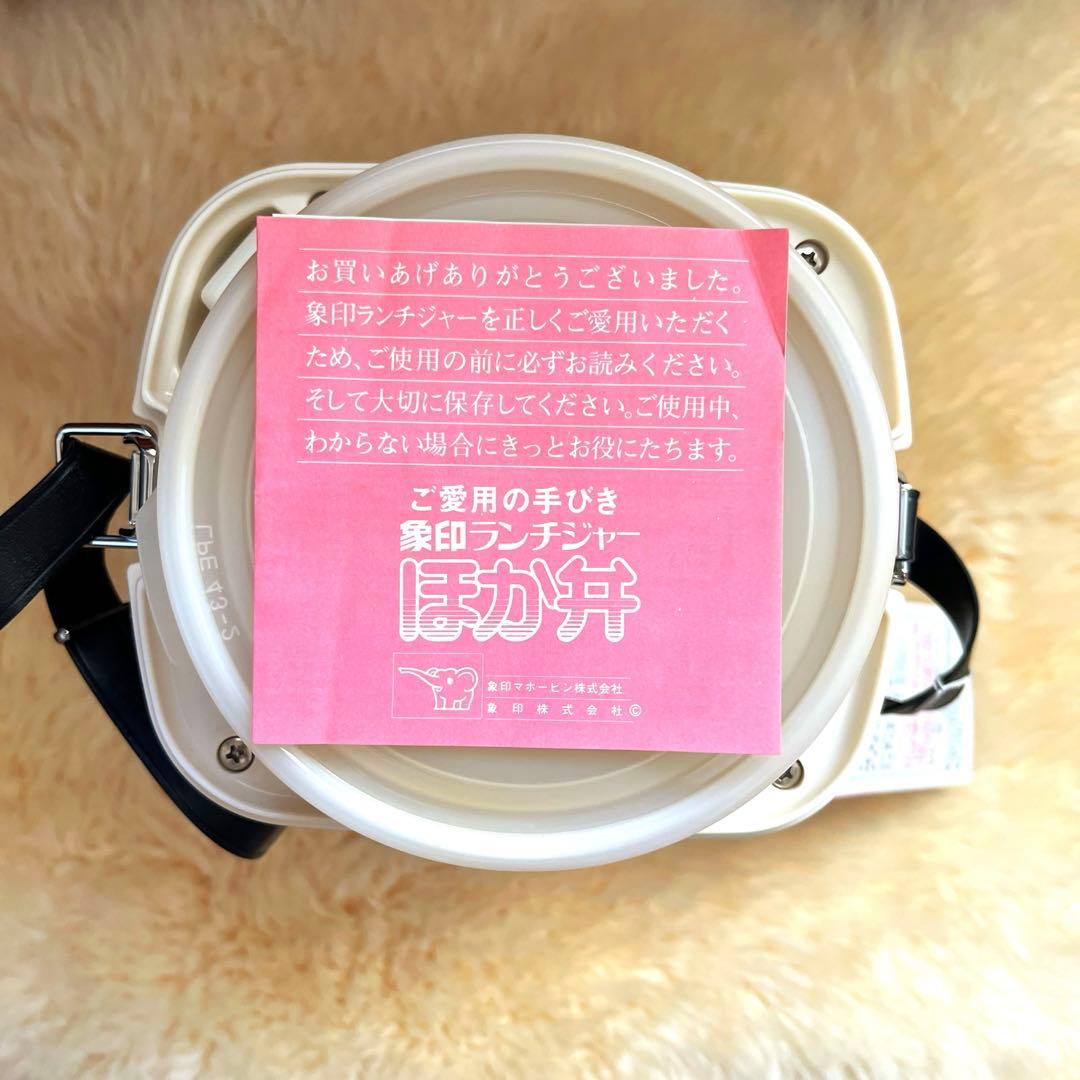 お買いあげありがとうございました。
象印ランチジャーを正しくご愛用いただく
ため、ご使用の前に必ずお読みください。
そして大切に保存してください。ご使用中、
わからない場合にきっとお役にたちます。
ご愛用の手びき
象印ランチジャー
ほか弁
象印マホービン株式会社
象印株式会社©